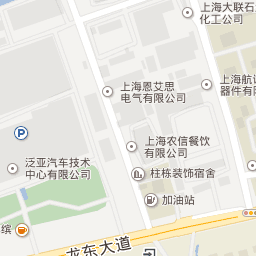 上海大联石
化工公司
上海恩艾思
电气有限公司
上海航
器件有限
上海农信餐饮
有限公司
泛亚汽车技术
中心有限公司
柱栋装饰宿舍
加油站
缤
龙东大道